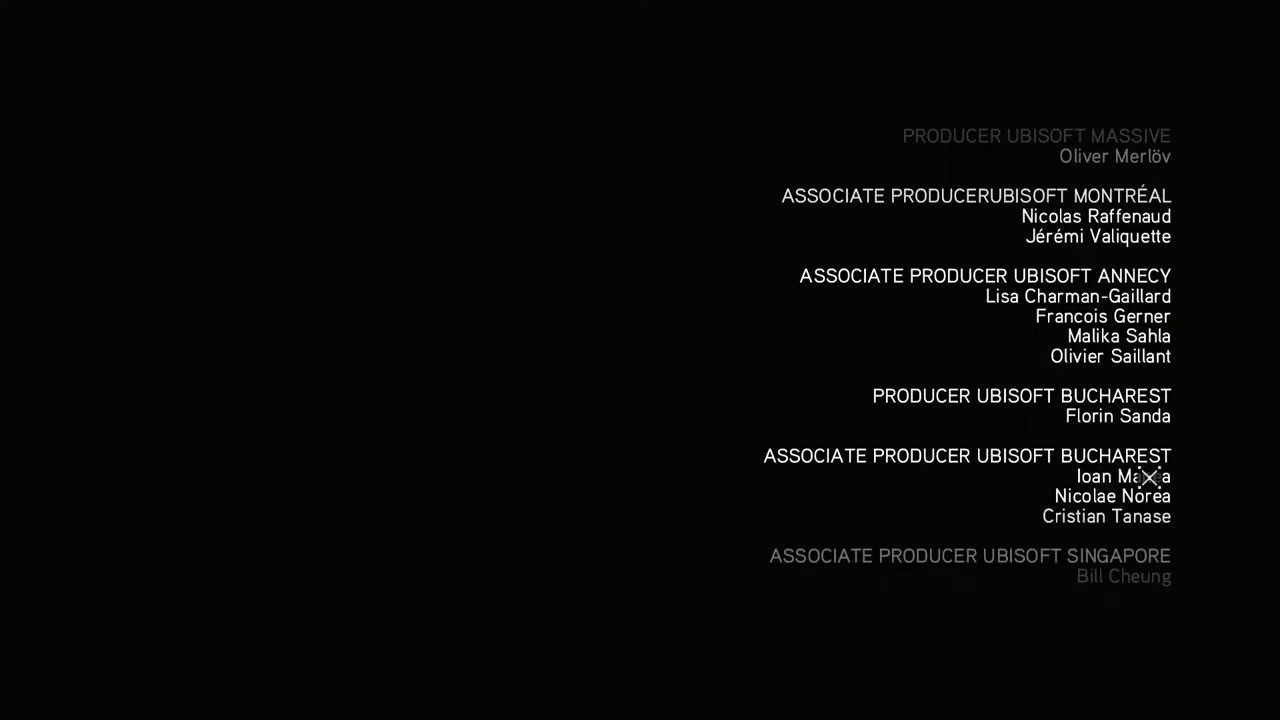 PRODUCER UBISOFT MASSIVE
Oliver Merlöv
ASSOCIATE PRODUCERUBISOFT MONTRÉAL
Nicolas Raffenaud
Jérémi Valiquette
ASSOCIATE PRODUCER UBISOFT ANNECY
Lisa Charman-Gaillard
Francois Gerner
Malika Sahla
Olivier Saillant
PRODUCER UBISOFT BUCHAREST
Florin Sanda
ASSOCIATE PRODUCER UBISOFT BUCHAREST
Ioan
Nicolae Norea
Cristian Tanase
ASSOCIATE PRODUCER UBISOFT SINGAPORE
Bill Cheung